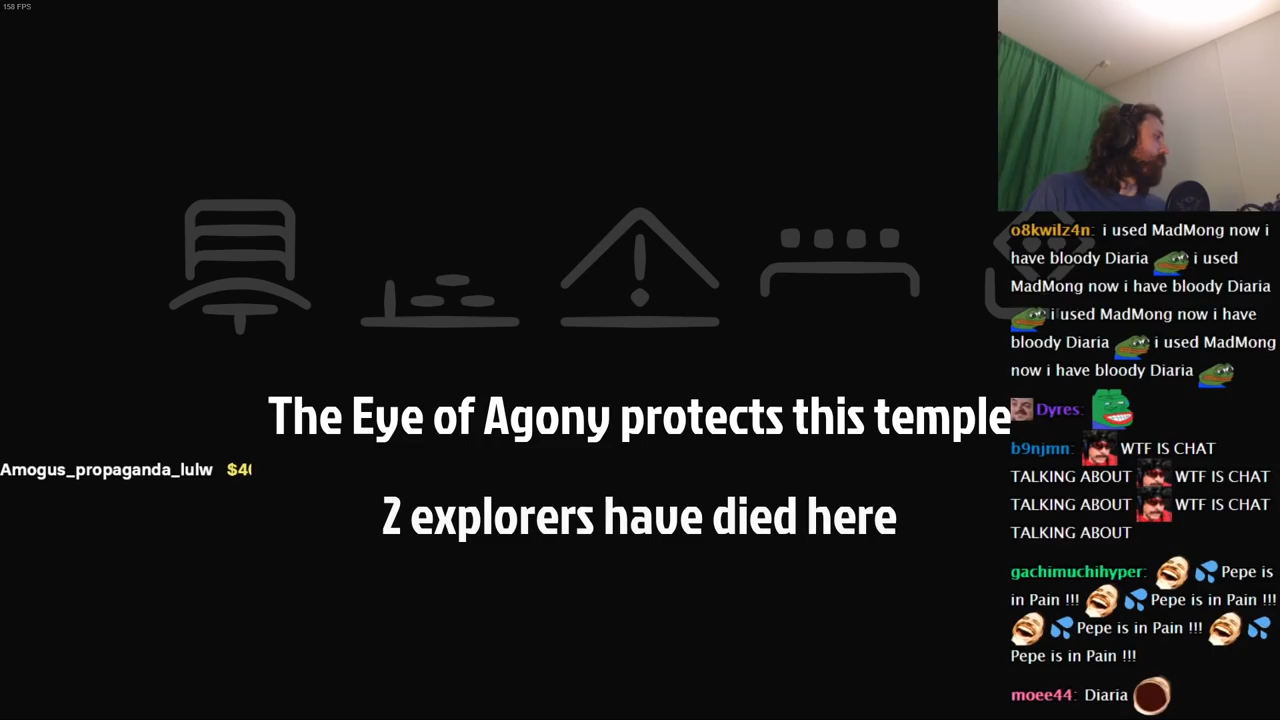 158 FPS
The Eye of Agony protects this temple
2 explorers have died here
Amogus_propaganda_lulw $40
o8kwilz4n: i used MadMong now i
have bloody Diaria i used
MadMong now i have bloody Diaria
i used MadMong now i have
bloody Diaria i used MadMong
now i have bloody Diaria
Dyres:
b9njmn: WTF IS CHAT
TALKING ABOUT WTF IS CHAT
TALKING ABOUT WTF IS CHAT
TALKING ABOUT
gachimuchihyper: Pepe is
in Pain !!! Pepe is in Pain !!!
Pepe is in Pain !!!
Pepe is in Pain !!!
moee44: Diaria